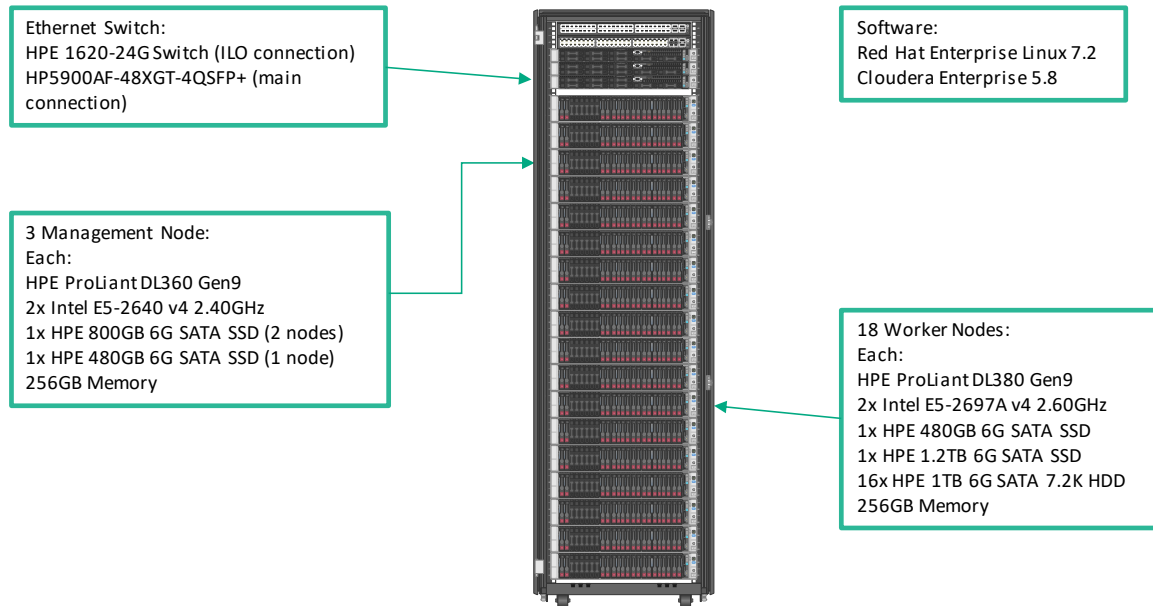 Ethernet Switch:
HPE 1620-24G Switch (ILO connection)
HP5900AF-48XGT-4QSFP+ (main
connection)
Software:
Red Hat Enterprise Linux 7.2
Cloudera Enterprise 5.8
3 Management Node:
Each:
HPE ProLiant DL360 Gen9
2x Intel E5-2640 v4 2.40GHz
1x HPE 800GB 6G SATA SSD (2 nodes)
1x HPE 480GB 6G SATA SSD (1 node)
256GB Memory
18 Worker Nodes:
Each:
HPE ProLiant DL380 Gen9
2x Intel E5-2697A v4 2.60GHz
1x HPE 480GB 6G SATA SSD
1x HPE 1.2TB 6G SATA SSD
16x HPE 1TB 6G SATA 7.2K HDD
256GB Memory